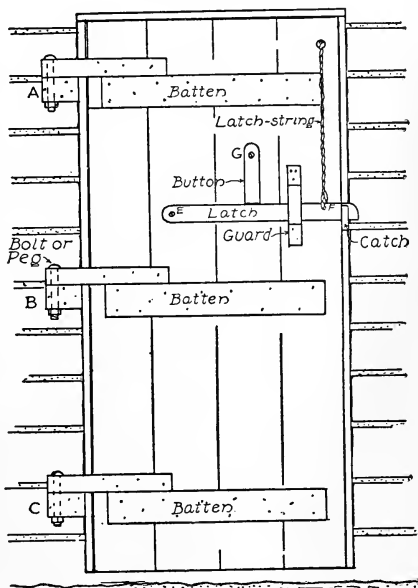 A
Batten
Latch-string
G
Button
E
Latch
F
Guard
Catch
Bolt or
Peg
B
Batten
C
Batten